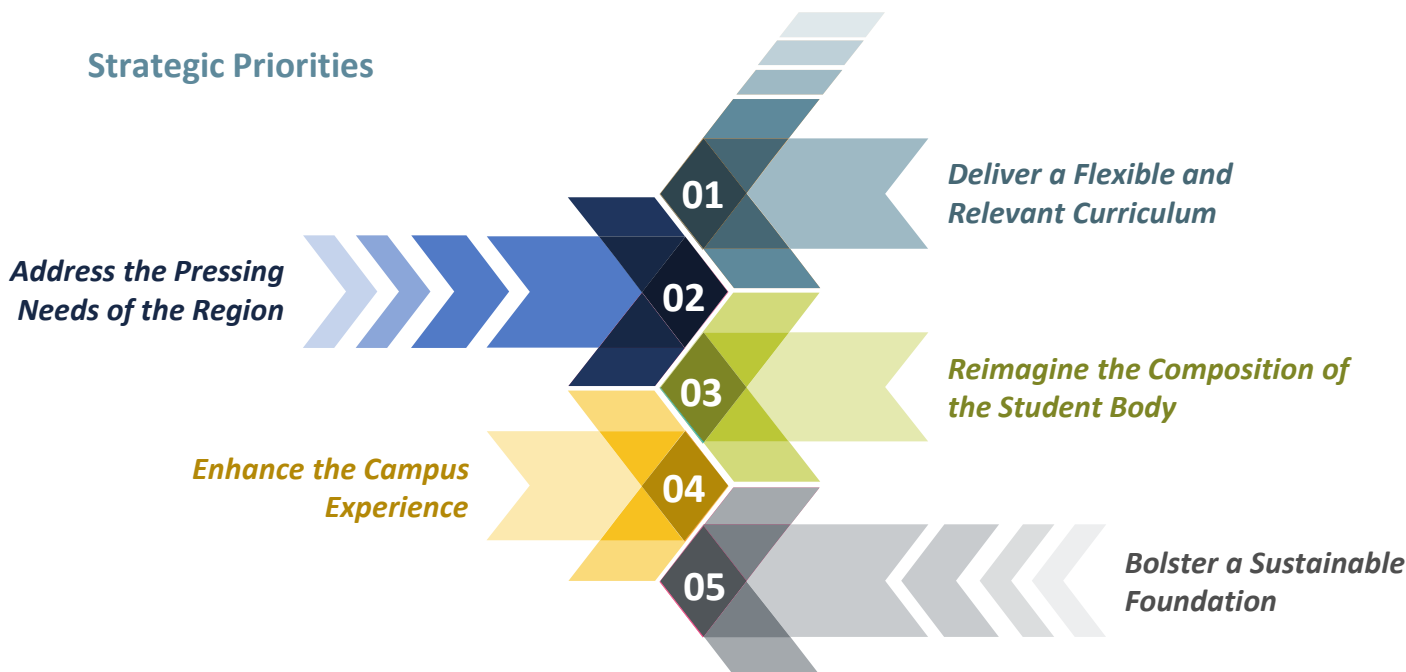 Strategic Priorities
01
Deliver a Flexible and
Relevant Curriculum
Address the Pressing
Needs of the Region
02
03
Reimagine the Composition of
the Student Body
Enhance the Campus
Experience
04
05
Bolster a Sustainable
Foundation